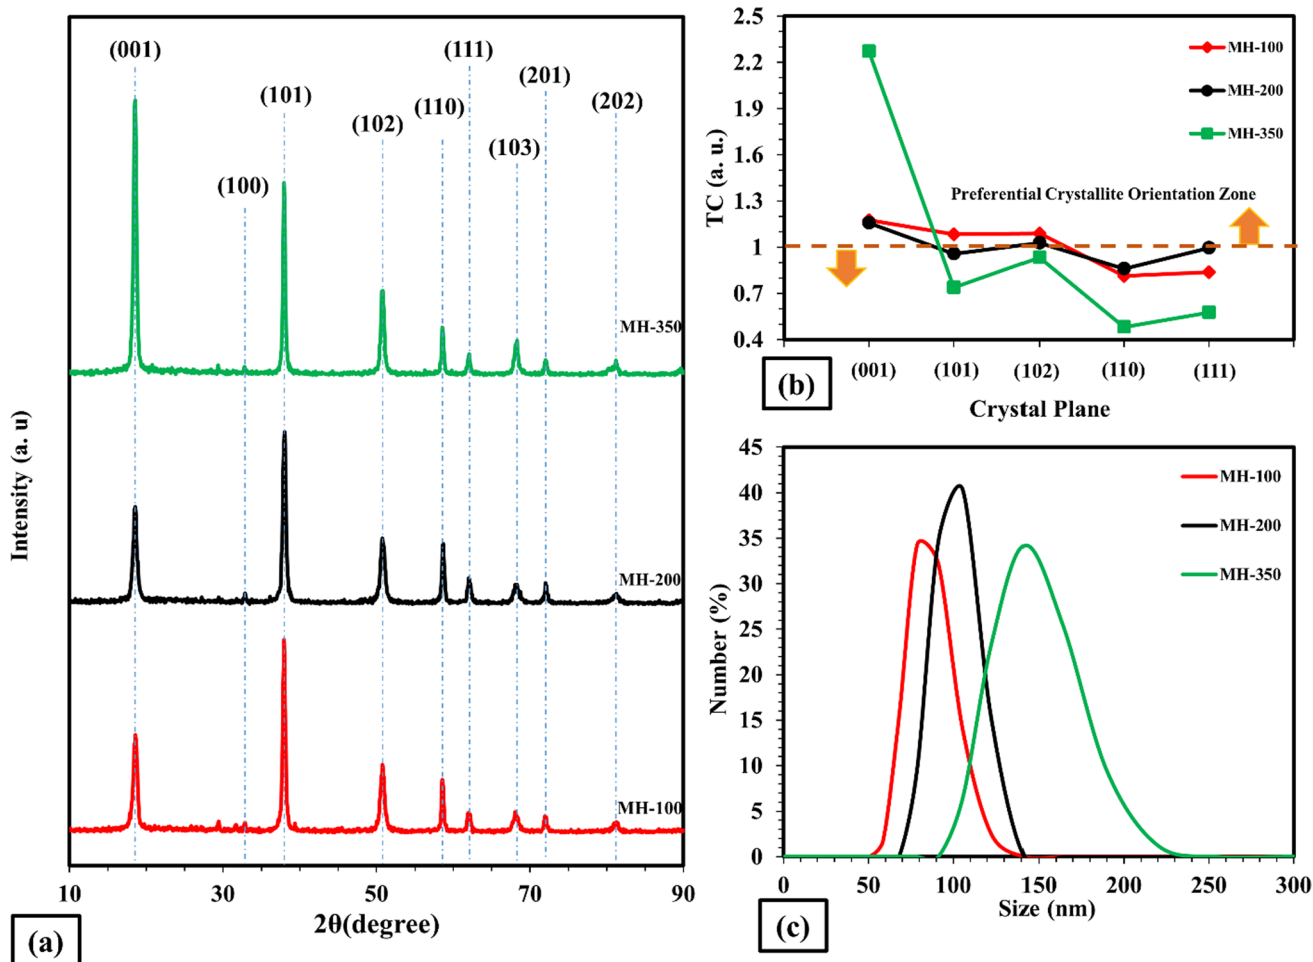 (001)
(100)
(101)
(102)
(110)
(111)
(103)
(201)
(202)
MH-350
MH-200
MH-100
Intensity (a. u)
10
30
50
70
90
2θ(degree)
(a)
2.5
2.2
1.9
1.6
1.3
1
0.7
0.4
TC (a. u.)
MH-100
MH-200
MH-350
Preferential Crystallite Orientation Zone
(001)
(101)
(102)
(110)
(111)
Crystal Plane
(b)
45
40
35
30
25
20
15
10
5
0
Number (%)
MH-100
MH-200
MH-350
0
50
100
150
200
250
300
Size (nm)
(c)